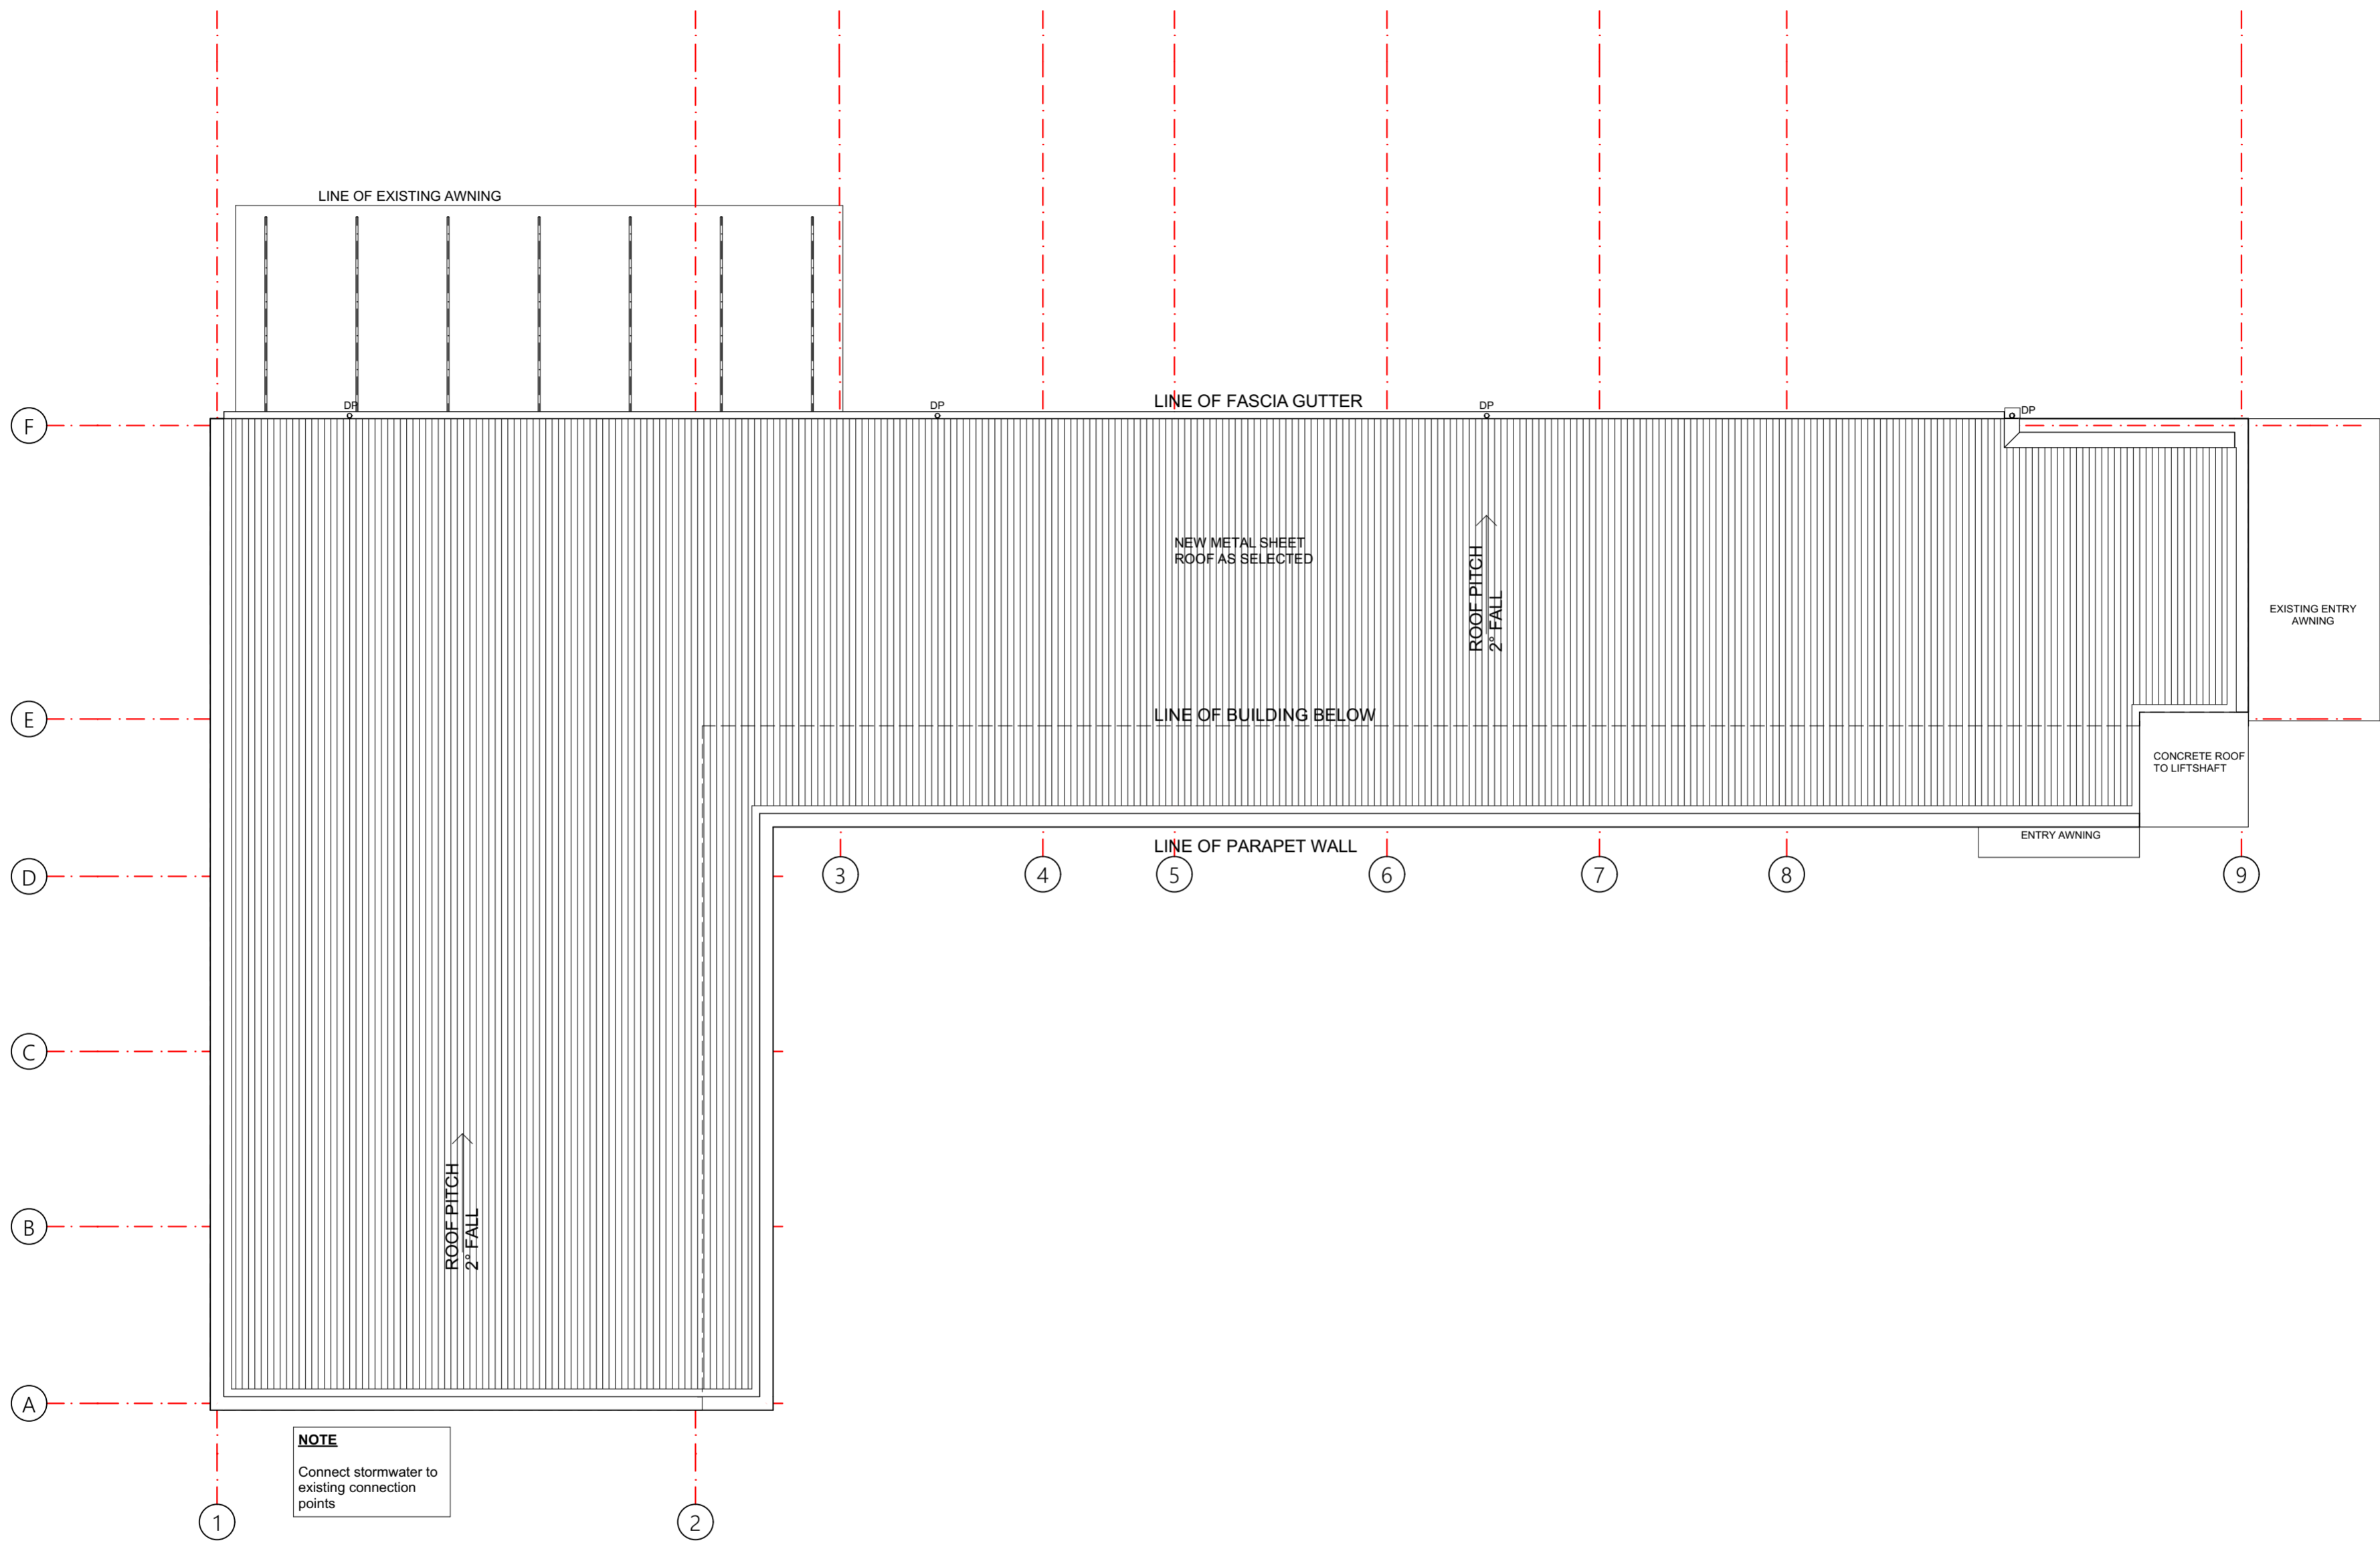 LINE OF EXISTING AWNING
DP
DP
LINE OF FASCIA GUTTER
DP
DP
F
NEW METAL SHEET
ROOF AS SELECTED
ROOF PITCH
2° FALL
EXISTING ENTRY
AWNING
E
LINE OF BUILDING BELOW
CONCRETE ROOF
TO LIFTSHAFT
ENTRY AWNING
LINE OF PARAPET WALL
D
3
4
5
6
7
8
9
C
ROOF PITCH
2° FALL
B
A
NOTE
Connect stormwater to
existing connection
points
1
2